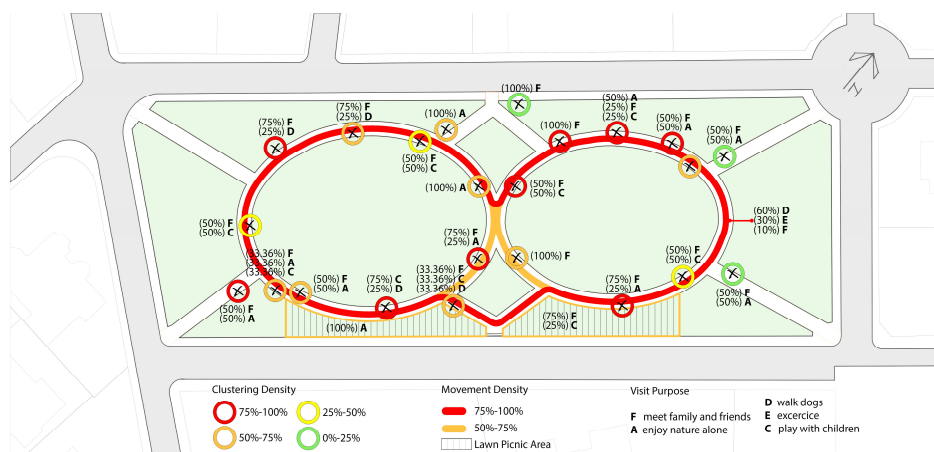 (100%) F
(75%) F
(25%) D
(100%) A
(50%) A
(25%) F
(25%) C
(75%) F
(25%) D
(100%) F
(50%) F
(50%) A
(50%) F
(50%) A
(50%) F
(50%) C
(100%) A
(50%) F
(50%) C
(60%) D
(30%) E
(10%) F
(50%) F
(50%) C
(75%) F
(25%) A
(100%) F
(50%) F
(50%) C
(33.36%) F
(33.36%) A
(33.36%) C
(50%) F
(50%) A
(75%) C
(25%) D
(33.36%) F
(33.36%) C
(33.36%) D
(75%) F
(25%) A
(50%) F
(50%) A
(50%) F
(50%) A
(100%) A
(75%) F
(25%) C
Clustering Density
75%-100%
25%-50%
50%-75%
0%-25%
Movement Density
75%-100%
50%-75%
Lawn Picnic Area
Visit Purpose
F meet family and friends
A enjoy nature alone
D walk dogs
E excercice
C play with children